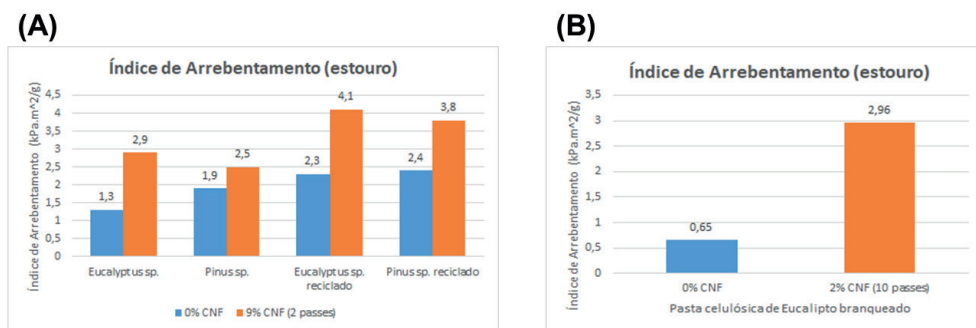 (A)
Índice de Arrebentamento (estouro)
Índice de Arrebentamento (kPa.m^2/g)
4,5
4
3,5
3
2,5
2
1,5
1
0,5
0
1,3
2,9
1,9
2,5
2,3
4,1
2,4
3,8
Eucalyptus sp.
Pinus sp.
Eucalyptus sp.
reciclado
Pinus sp. reciclado
0% CNF
9% CNF (2 passes)
(B)
Índice de Arrebentamento (estouro)
Índice de Arrebentamento (kPa.m^2/g)
3,5
3
2,5
2
1,5
1
0,5
0
0,65
2,96
0% CNF
2% CNF (10 passes)
Pasta celulósica de Eucalipto branqueado